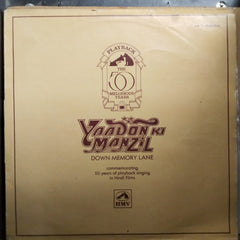 PLAYBACK
THE
50
MELODIOUS
YEARS
YAADON KI
MANZIL
DOWN MEMORY LANE
commemorating
50 years of playback singing
in Hindi Films
HMV